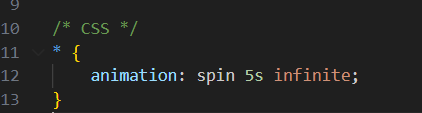 9
10 /* CSS */
11 * {
12 animation: spin 5s infinite;
13 }